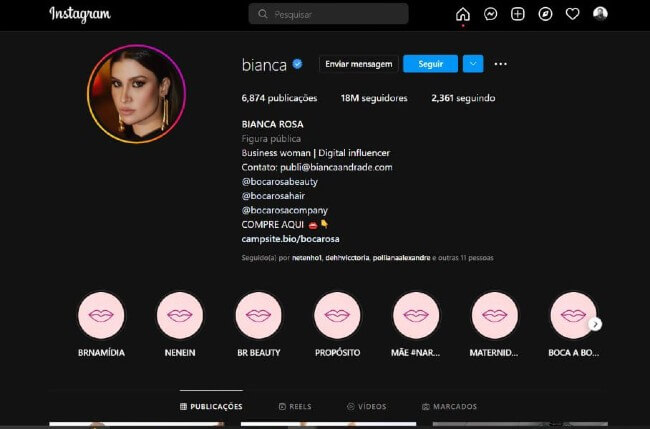 Instagram
Pesquisar
bianca
Enviar mensagem
Seguir
6,874 publicações
18M seguidores
2,361 seguindo
BIANCA ROSA
Figura pública
Business woman | Digital influencer
Contato: publi@biancaandrade.com
@bocarosabeauty
@bocarosahair
@bocarosacompany
COMPRE AQUI 👄👇
campsite.bio/bocarosa
Seguido(a) por netenho1, dehhvicctoria, pollianaalexandre e outras 11 pessoas
BRNAMÍDIA
NENEIN
BR BEAUTY
PROPÓSITO
MÃE #NAR...
MATERNID...
BOCA A BO...
PUBLICAÇÕES
REELS
VÍDEOS
MARCADOS